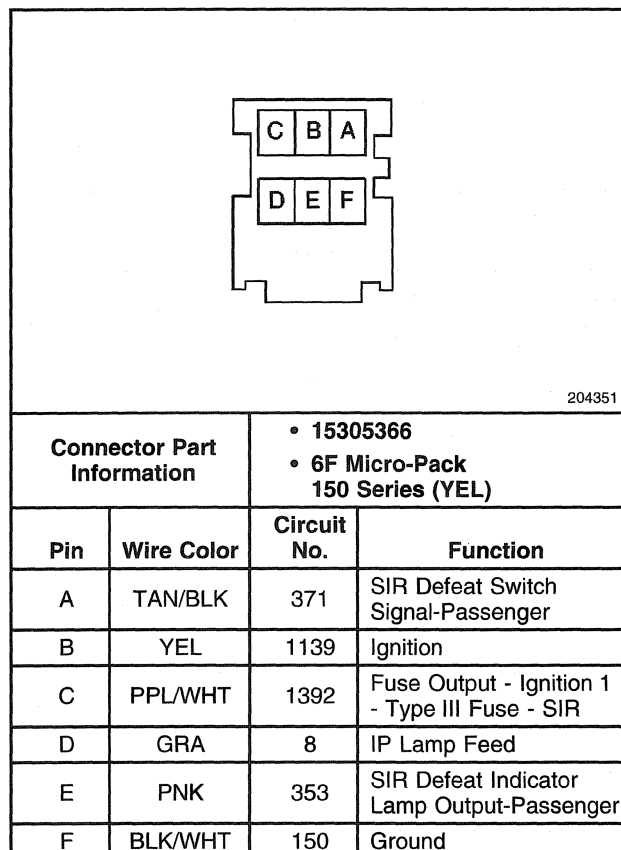 C B A
D E F
204351
Connector Part
Information
• 15305366
• 6F Micro-Pack
150 Series (YEL)
Pin Wire Color Circuit
No. Function
A TAN/BLK 371 SIR Defeat Switch
Signal-Passenger
B YEL 1139 Ignition
C PPL/WHT 1392 Fuse Output - Ignition 1
- Type III Fuse - SIR
D GRA 8 IP Lamp Feed
E PNK 353 SIR Defeat Indicator
Lamp Output-Passenger
F BLK/WHT 150 Ground